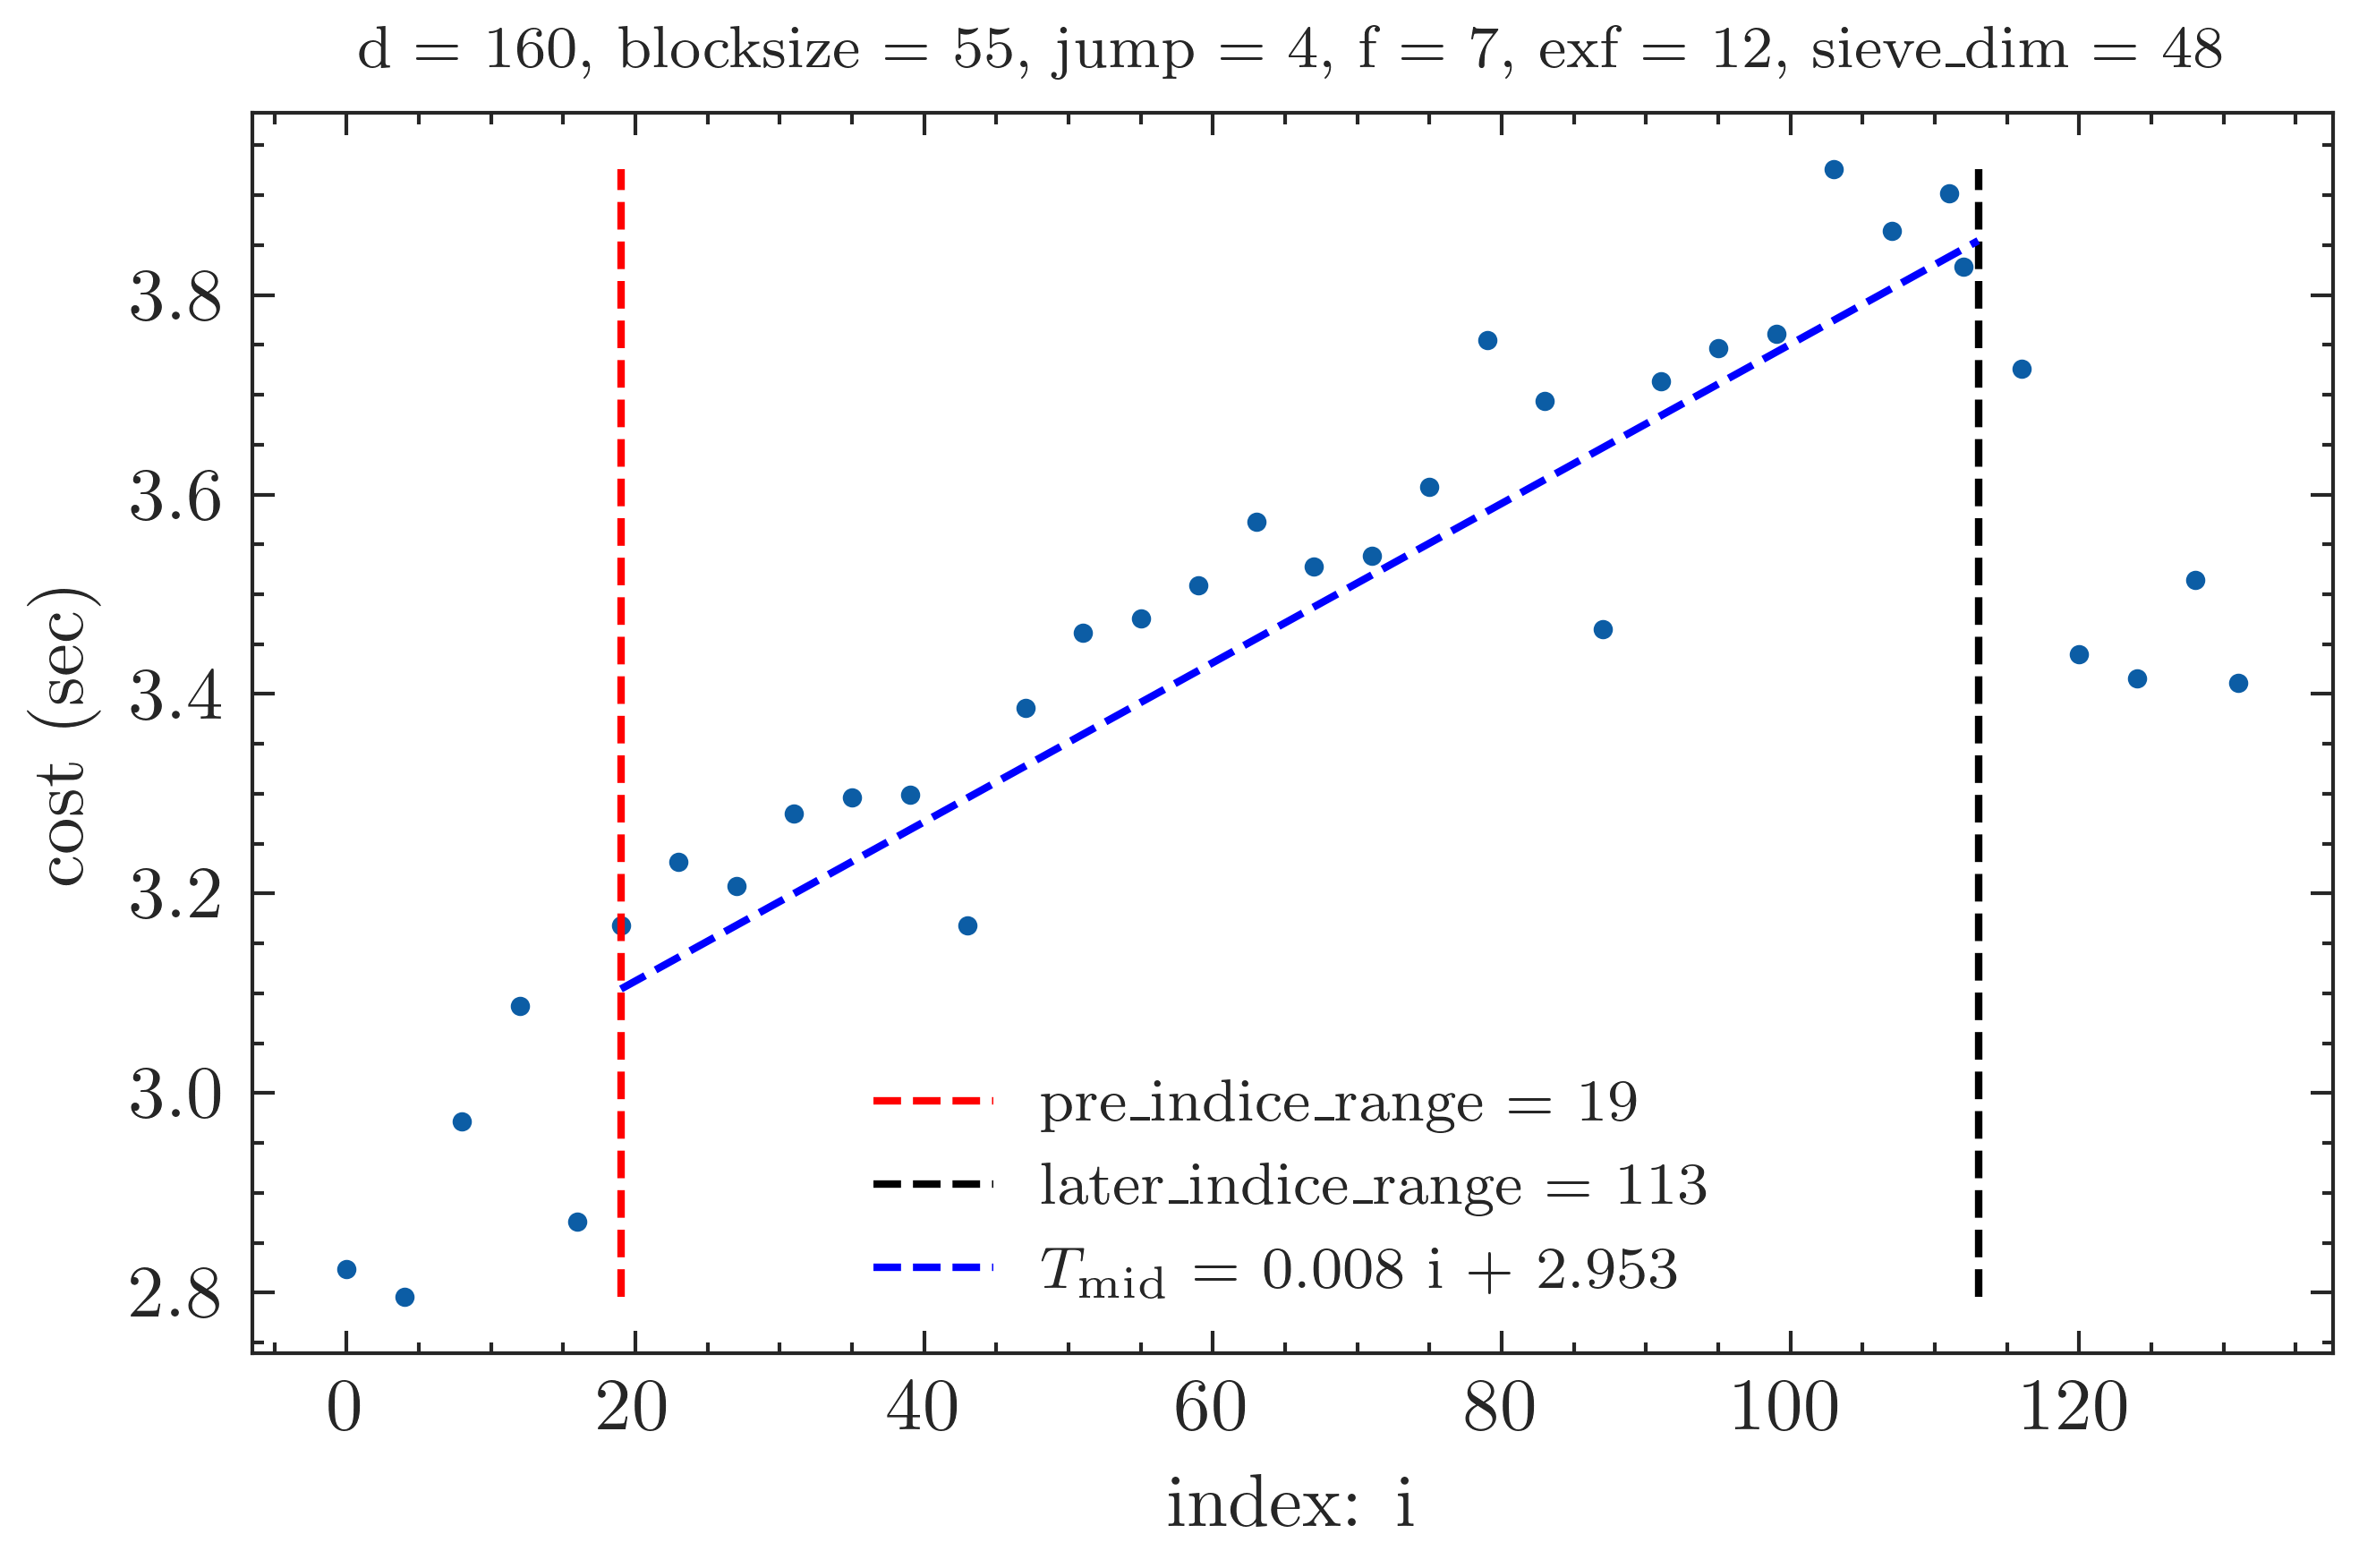 d = 160, blocksize = 55, jump = 4, f = 7, exf = 12, sieve_dim = 48
cost (sec)
3.8
3.6
3.4
3.2
3.0
2.8
pre_indice_range = 19
later_indice_range = 113
T_mid = 0.008 i + 2.953
0 20 40 60 80 100 120
index: i